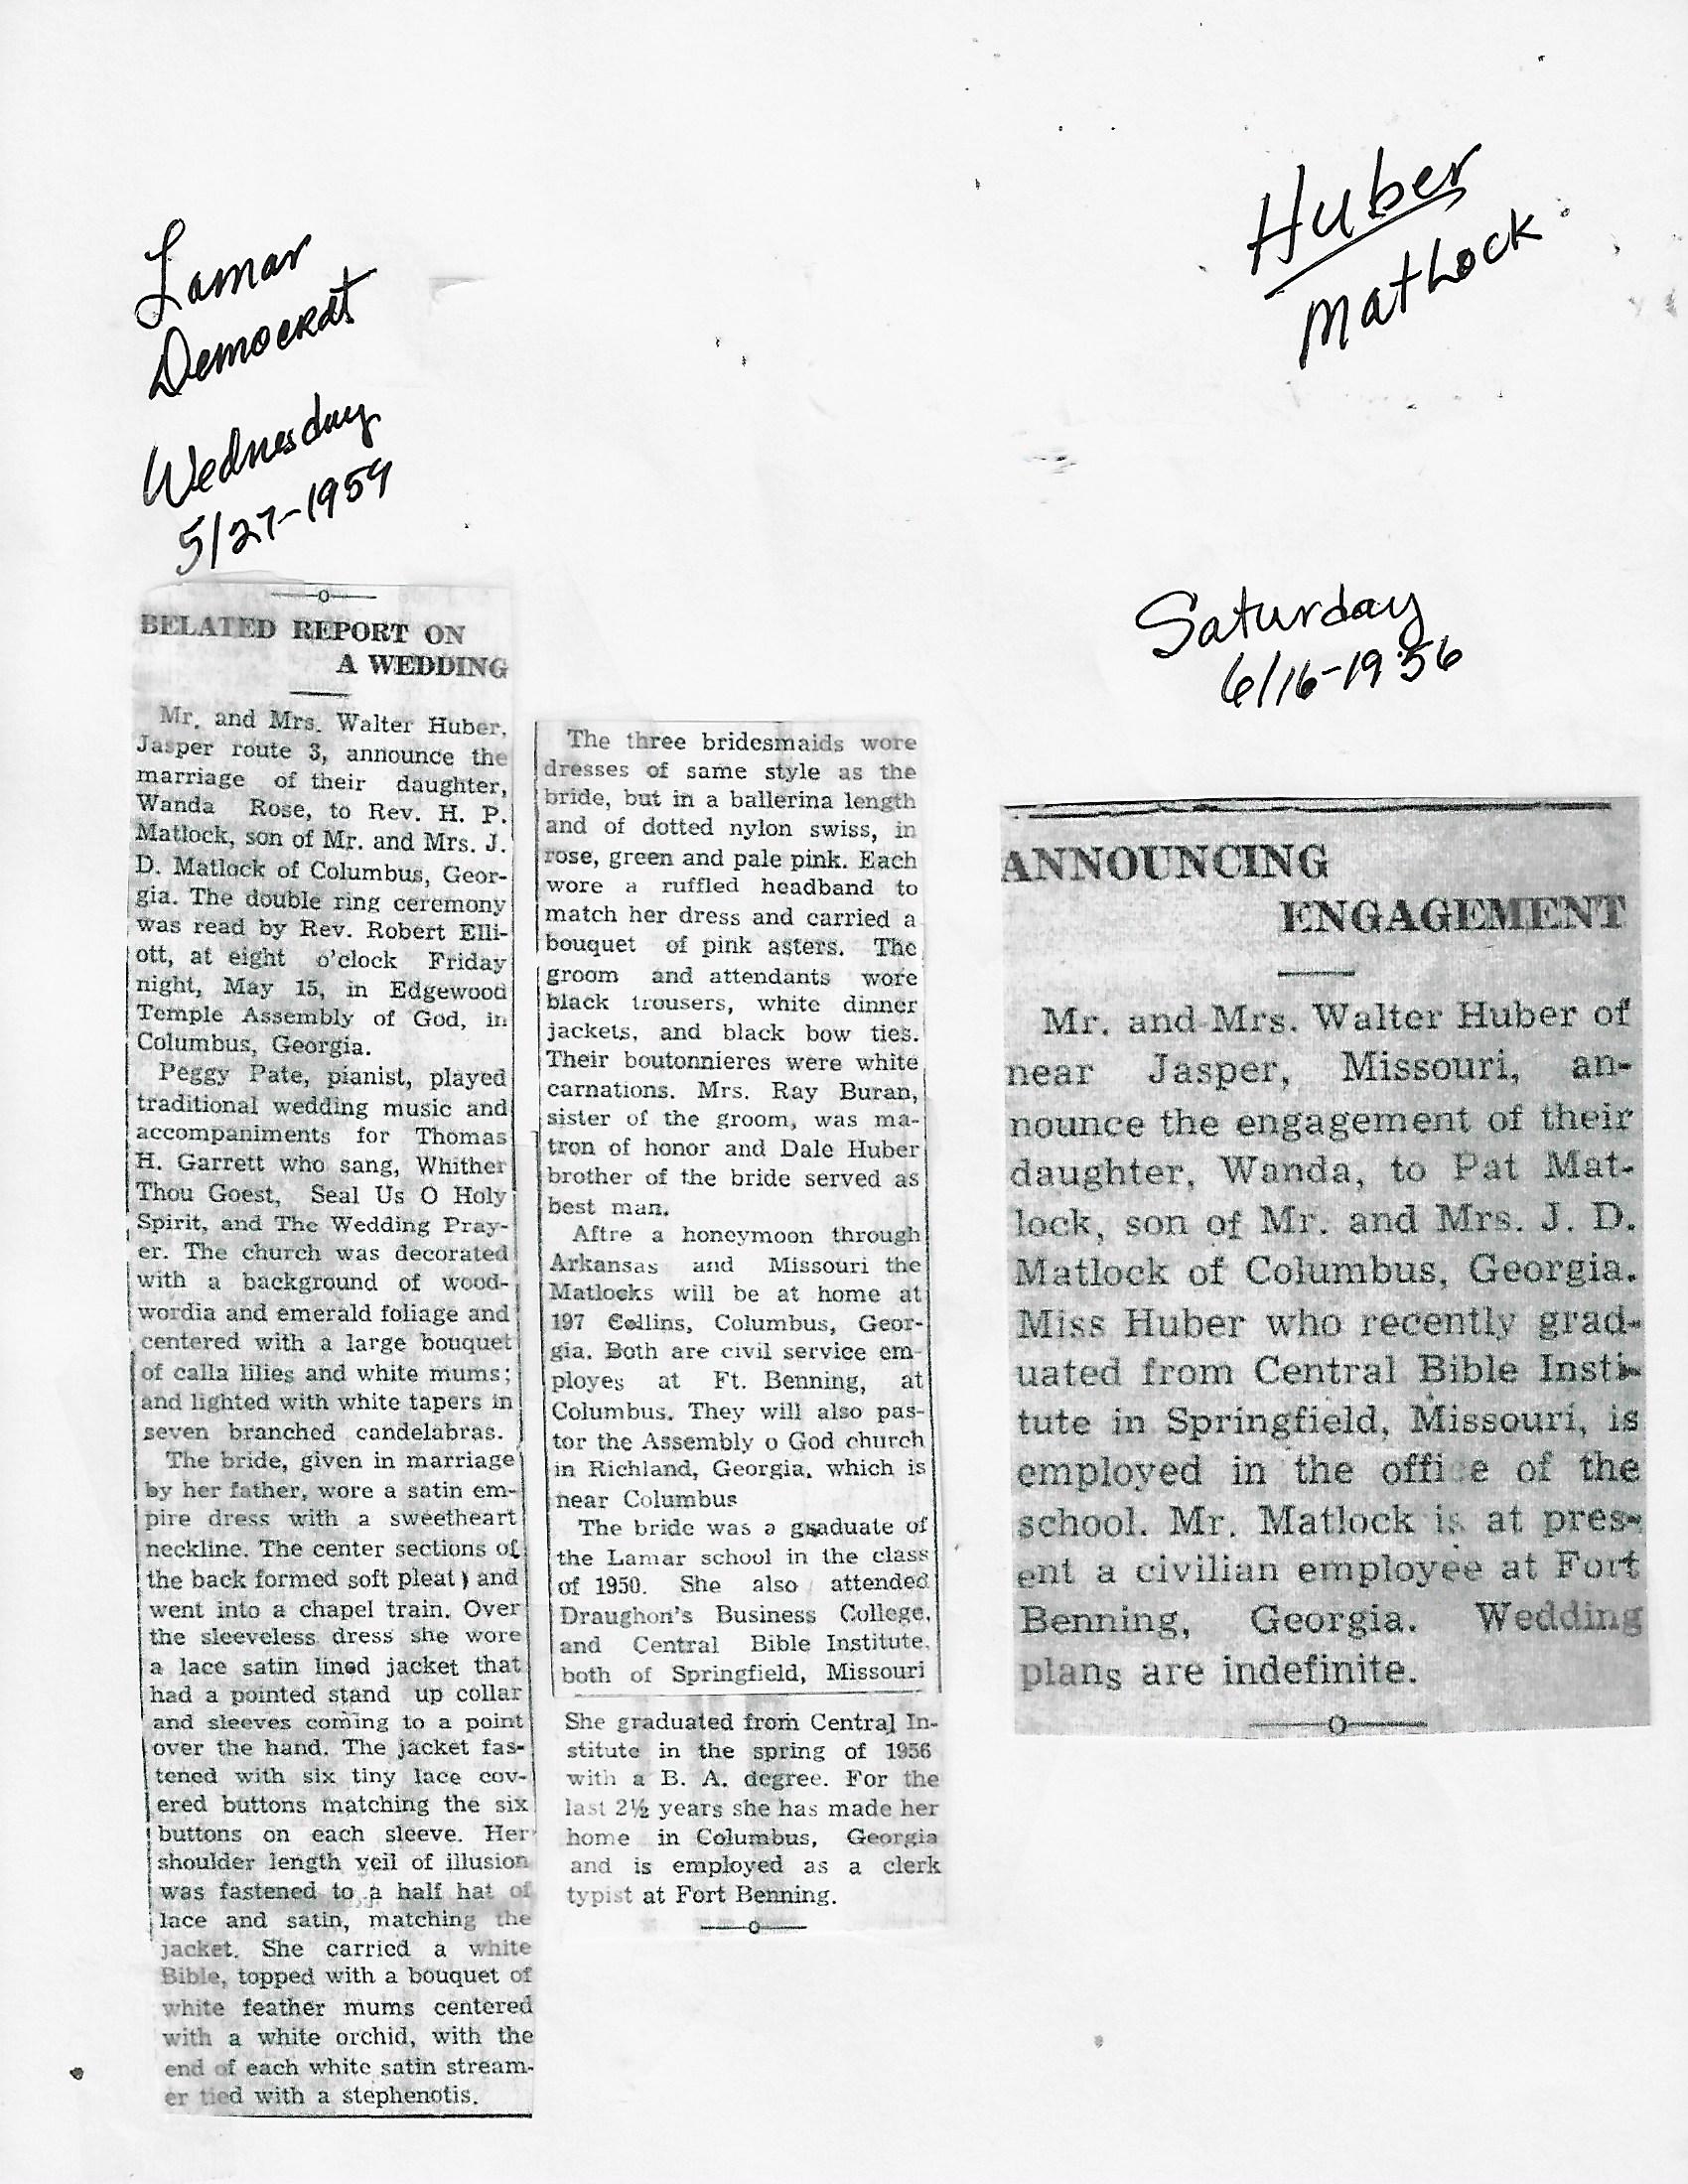 Lamar
Democrat
Wednesday
5/27-1959
Huber
Matlock
Saturday
6/16-1956
BELATED REPORT ON
A WEDDING
Mr. and Mrs. Walter Huber,
Jasper route 3, announce the
marriage of their daughter,
Wanda Rose, to Rev. H. P.
Matlock, son of Mr. and Mrs. J.
D. Matlock of Columbus, Geor-
gia. The double ring ceremony
was read by Rev. Robert Elli-
ott, at eight o'clock Friday
night, May 15, in Edgewood
Temple Assembly of God, in
Columbus, Georgia.
Peggy Pate, pianist, played
traditional wedding music and
accompaniments for Thomas
H. Garrett who sang, Whither
Thou Goest, Seal Us O Holy
Spirit, and The Wedding Pray-
er. The church was decorated
with a background of wood-
wordia and emerald foliage and
centered with a large bouquet
of calla lilies and white mums;
and lighted with white tapers in
seven branched candelabras.
The bride, given in marriage
by her father, wore a satin em-
pire dress with a sweetheart
neckline. The center sections of
the back formed soft pleat) and
went into a chapel train. Over
the sleeveless dress she wore
a lace satin lined jacket that
had a pointed stand up collar
and sleeves coming to a point
over the hand. The jacket fas-
tened with six tiny lace cov-
ered buttons matching the six
buttons on each sleeve. Her
shoulder length veil of illusion
was fastened to a half hat of
lace and satin, matching the
jacket. She carried a white
Bible, topped with a bouquet of
white feather mums centered
with a white orchid, with the
end of each white satin stream-
er tied with a stephenotis.
The three bridesmaids wore
dresses of same style as the
bride, but in a ballerina length
and of dotted nylon swiss, in
rose, green and pale pink. Each
wore a ruffled headband to
match her dress and carried a
bouquet of pink asters. The
groom and attendants wore
black trousers, white dinner
jackets, and black bow ties.
Their boutonnieres were white
carnations. Mrs. Ray Buran,
sister of the groom, was ma-
tron of honor and Dale Huber
brother of the bride served as
best man.
Aftre a honeymoon through
Arkansas and Missouri the
Matlocks will be at home at
197 Collins, Columbus, Geor-
gia. Both are civil service em-
ployes at Ft. Benning, at
Columbus. They will also pas-
tor the Assembly o God church
in Richland, Georgia, which is
near Columbus
The bride was a graduate of
the Lamar school in the class
of 1950. She also attended
Draughon's Business College,
and Central Bible Institute,
both of Springfield, Missouri
She graduated from Central In-
stitute in the spring of 1956
with a B. A. degree. For the
last 2½ years she has made her
home in Columbus, Georgia
and is employed as a clerk
typist at Fort Benning.
ANNOUNCING
ENGAGEMENT
Mr. and Mrs. Walter Huber of
near Jasper, Missouri, an-
nounce the engagement of their
daughter, Wanda, to Pat Mat-
lock, son of Mr. and Mrs. J. D.
Matlock of Columbus, Georgia.
Miss Huber who recently grad-
uated from Central Bible Insti-
tute in Springfield, Missouri, is
employed in the office of the
school. Mr. Matlock is at pres-
ent a civilian employee at Fort
Benning, Georgia. Wedding
plans are indefinite.